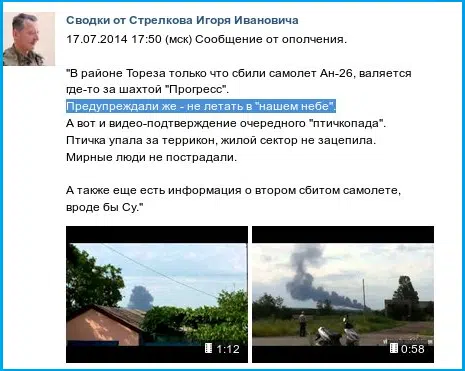 Сводки от Стрелкова Игоря Ивановича
17.07.2014 17:50 (мск) Сообщение от ополчения.
"В районе Тореза только что сбили самолет Ан-26, валяется
где-то за шахтой "Прогресс".
Предупреждали же - не летать в "нашем небе".
А вот и видео-подтверждение очередного "птичкопада".
Птичка упала за террикон, жилой сектор не зацепила.
Мирные люди не пострадали.
А также еще есть информация о втором сбитом самолете,
вроде бы Су."
1:12
0:58